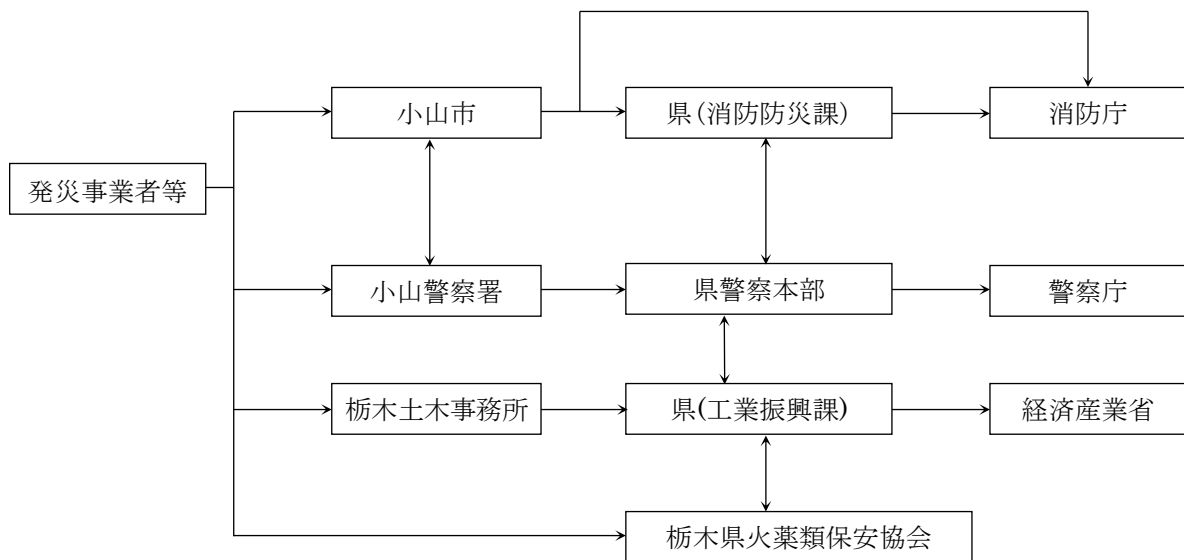 小山市
県(消防防災課)
消防庁
発災事業者等
小山警察署
県警察本部
警察庁
栃木土木事務所
県(工業振興課)
経済産業省
栃木県火薬類保安協会